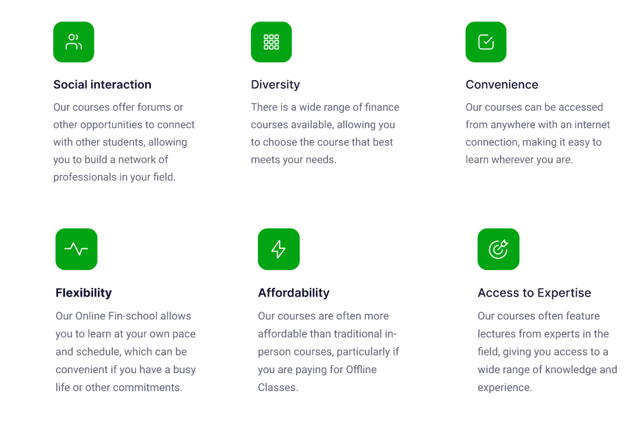 Social interaction
Our courses offer forums or
other opportunities to connect
with other students, allowing
you to build a network of
professionals in your field.
Diversity
There is a wide range of finance
courses available, allowing you
to choose the course that best
meets your needs.
Convenience
Our courses can be accessed
from anywhere with an internet
connection, making it easy to
learn wherever you are.
Flexibility
Our Online Fin-school allows
you to learn at your own pace
and schedule, which can be
convenient if you have a busy
life or other commitments.
Affordability
Our courses are often more
affordable than traditional in-
person courses, particularly if
you are paying for Offline
Classes.
Access to Expertise
Our courses often feature
lectures from experts in the
field, giving you access to a
wide range of knowledge and
experience.